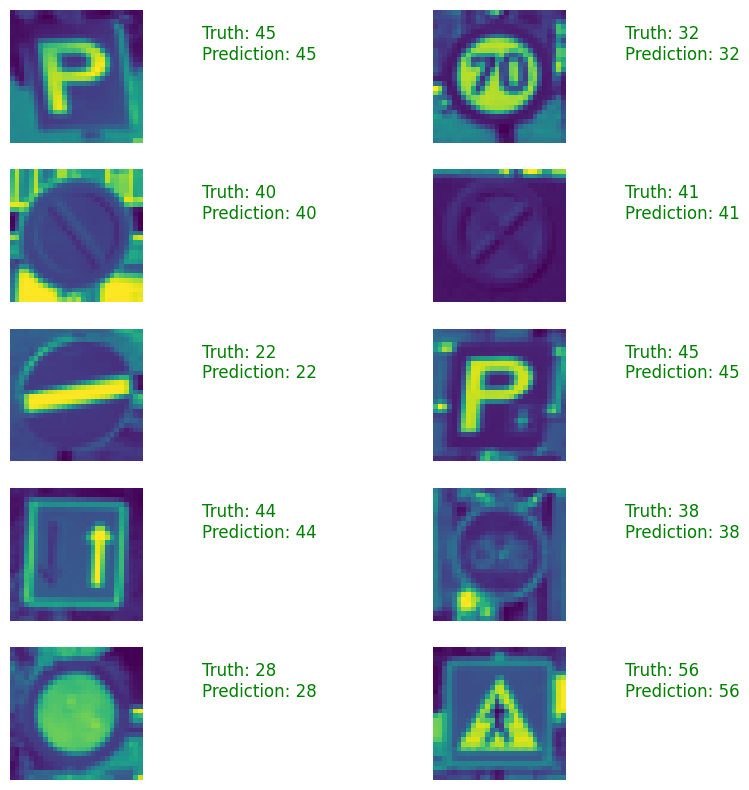 P
Truth: 45
Prediction: 45
70
Truth: 32
Prediction: 32
Truth: 40
Prediction: 40
Truth: 41
Prediction: 41
Truth: 22
Prediction: 22
P
Truth: 45
Prediction: 45
Truth: 44
Prediction: 44
Truth: 38
Prediction: 38
Truth: 28
Prediction: 28
Truth: 56
Prediction: 56